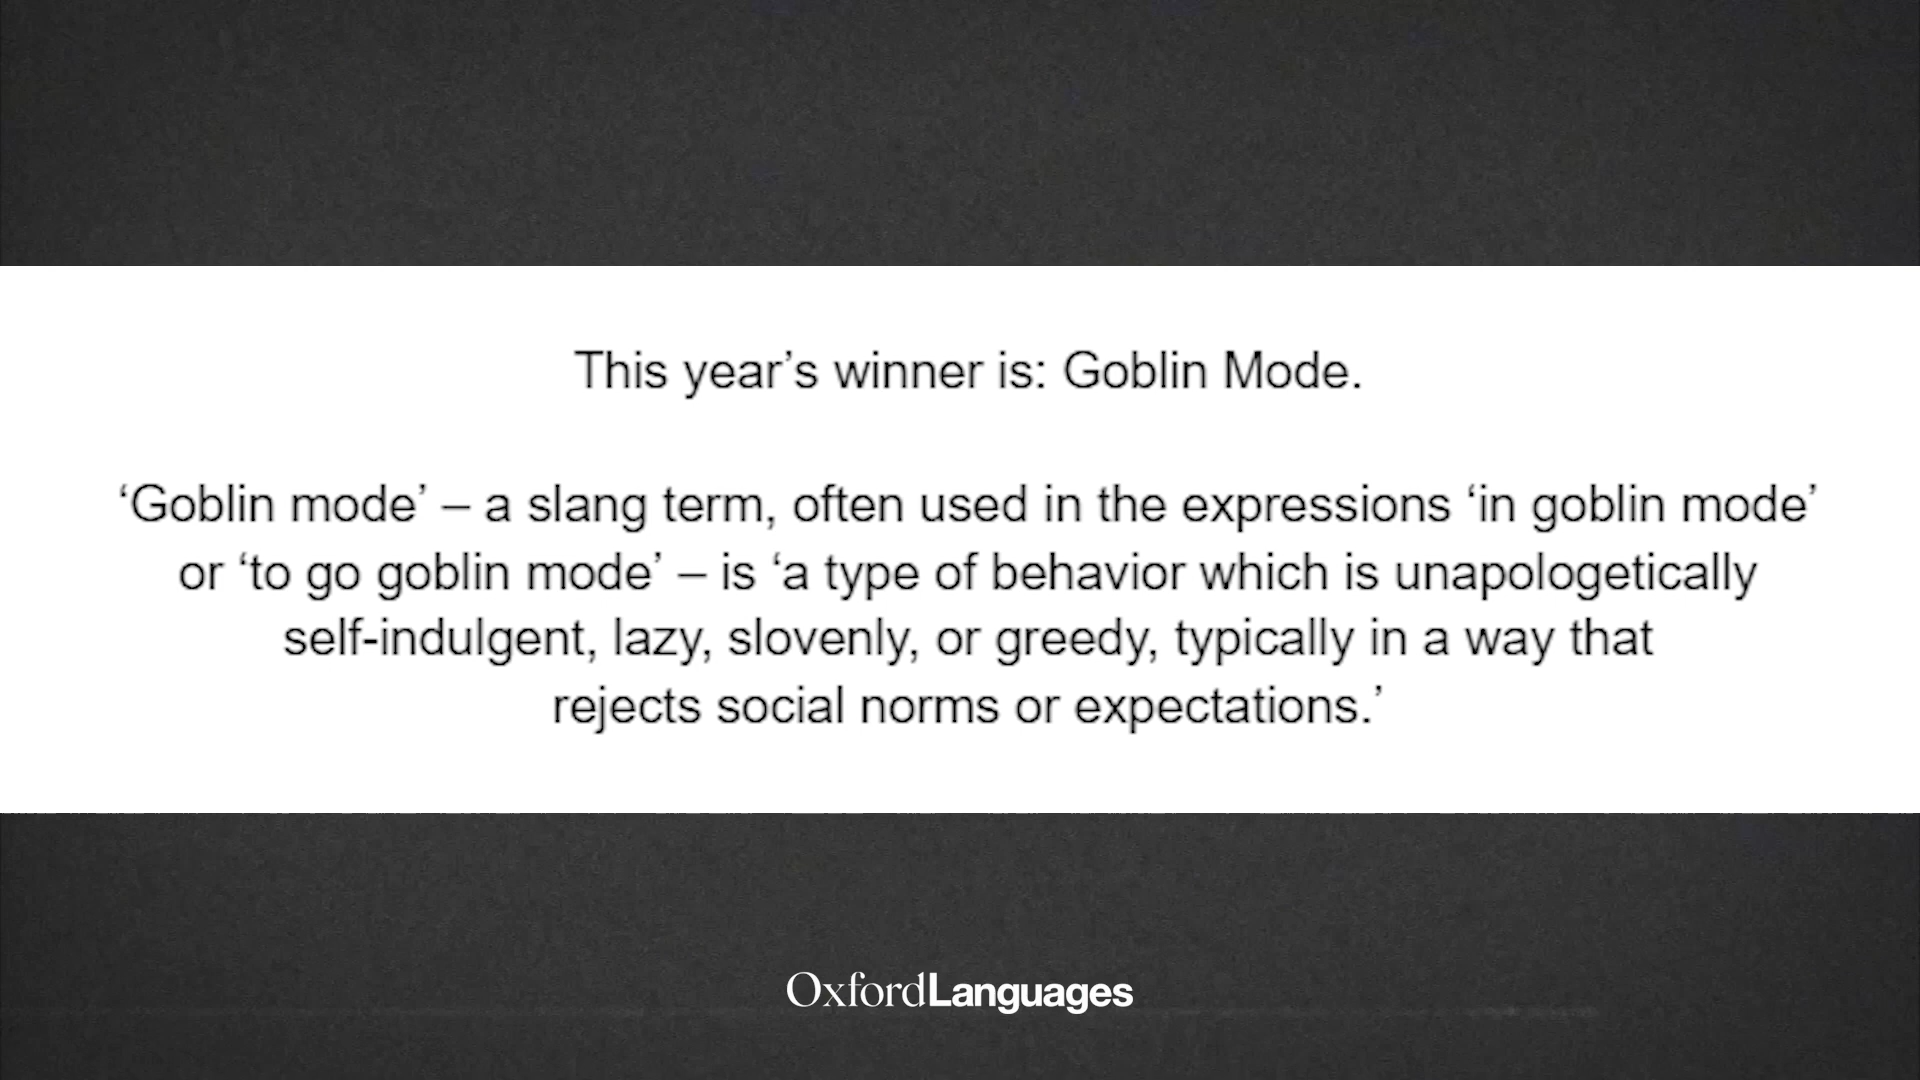 This year’s winner is: Goblin Mode.
‘Goblin mode’ – a slang term, often used in the expressions ‘in goblin mode’
or ‘to go goblin mode’ – is ‘a type of behavior which is unapologetically
self-indulgent, lazy, slovenly, or greedy, typically in a way that
rejects social norms or expectations.’
OxfordLanguages